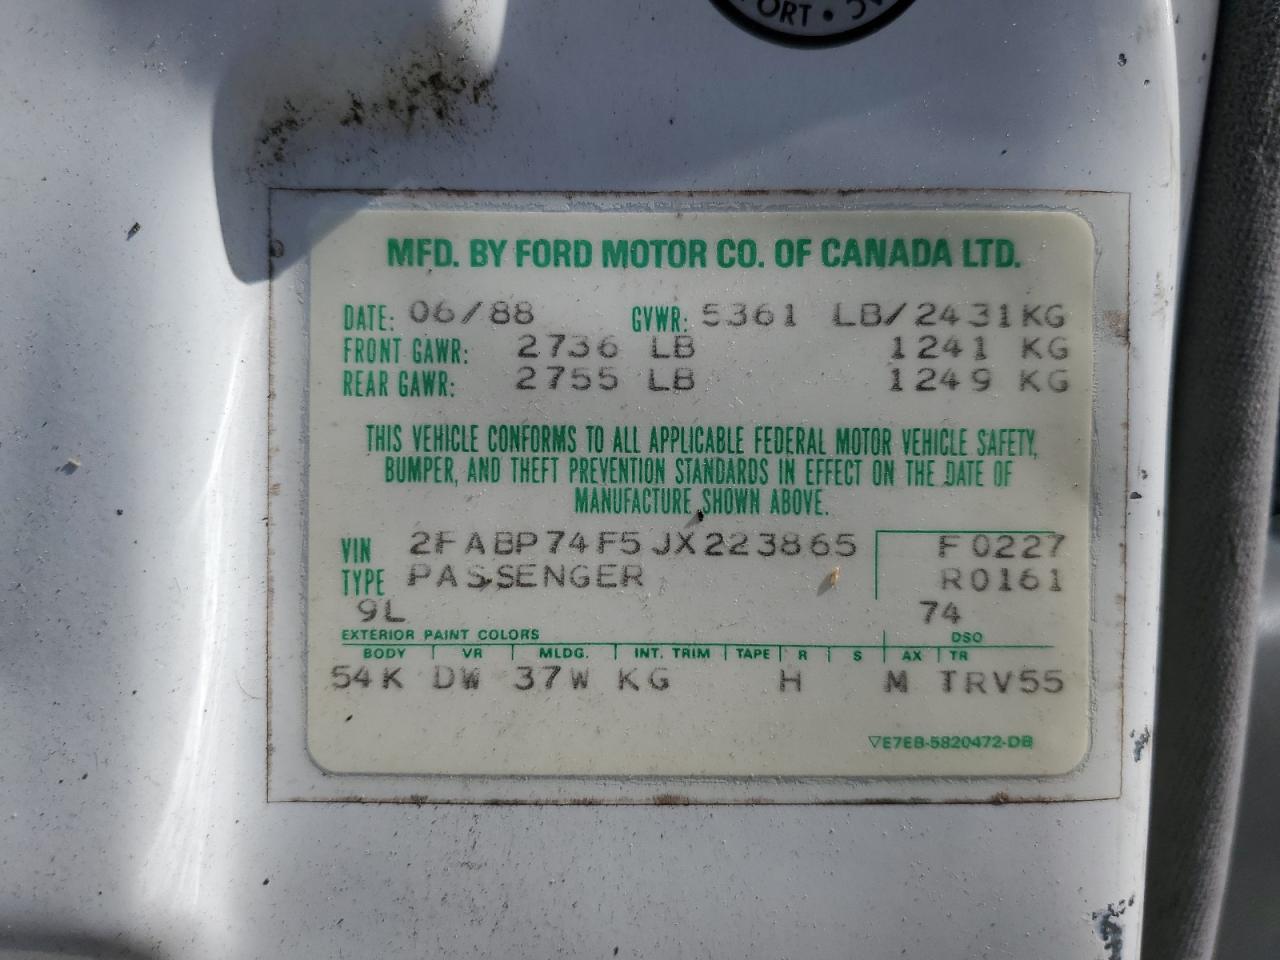 PORT • AC
MFD. BY FORD MOTOR CO. OF CANADA LTD.
DATE: 06/88 GVWR: 5361 LB/2431KG
FRONT GAWR: 2736 LB 1241 KG
REAR GAWR: 2755 LB 1249 KG
THIS VEHICLE CONFORMS TO ALL APPLICABLE FEDERAL MOTOR VEHICLE SAFETY,
BUMPER, AND THEFT PREVENTION STANDARDS IN EFFECT ON THE DATE OF
MANUFACTURE SHOWN ABOVE.
VIN 2FABP74F5JX223865 F0227
TYPE PASSENGER R0161
9L 74
EXTERIOR PAINT COLORS DSO
BODY VR MLDG. INT. TRIM TAPE R S AX TR
54K DW 37W KG H M TRV55
▽E7EB-5820472-DB